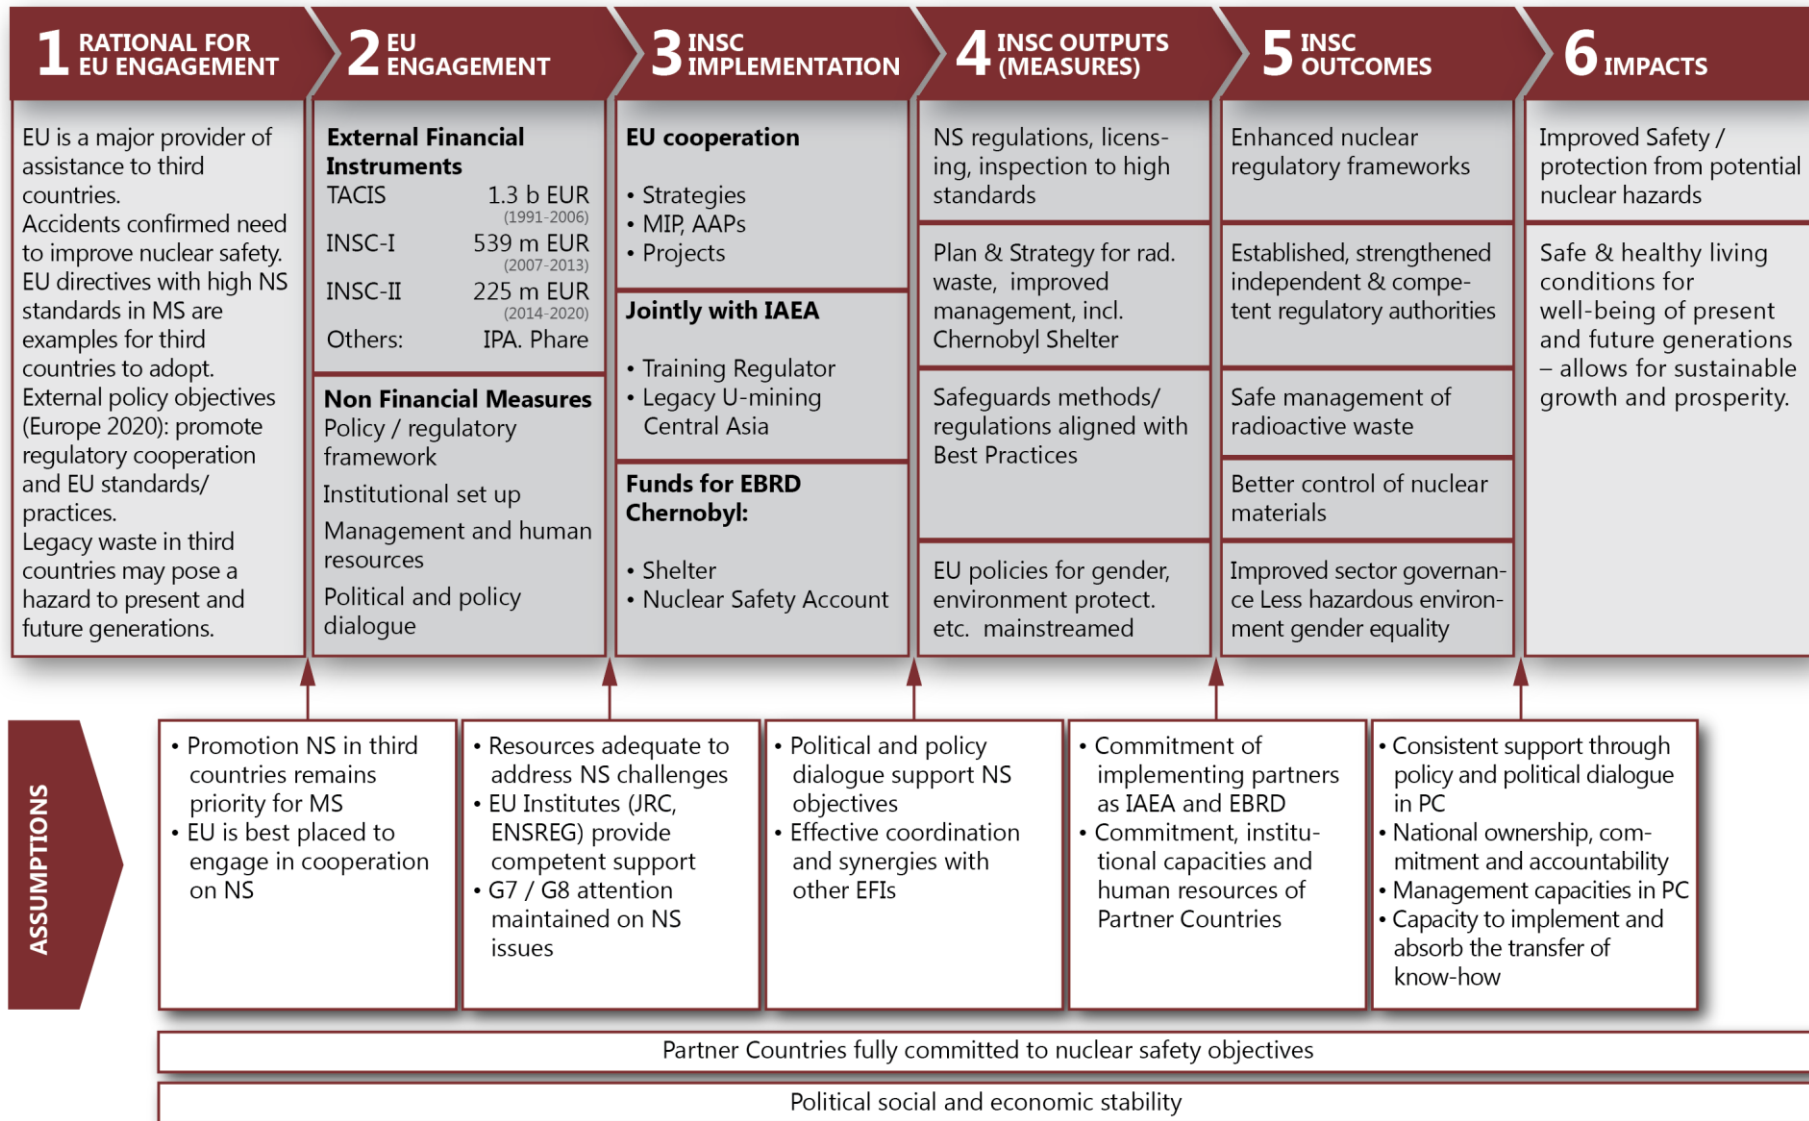 1 RATIONAL FOR
EU ENGAGEMENT
EU is a major provider of
assistance to third
countries.
Accidents confirmed need
to improve nuclear safety.
EU directives with high NS
standards in MS are
examples for third
countries to adopt.
External policy objectives
(Europe 2020): promote
regulatory cooperation
and EU standards/
practices.
Legacy waste in third
countries may pose a
hazard to present and
future generations.
2 EU
ENGAGEMENT
External Financial
Instruments
TACIS 1.3 b EUR
(1991-2006)
INSC-I 539 m EUR
(2007-2013)
INSC-II 225 m EUR
(2014-2020)
Others: IPA. Phare
Non Financial Measures
Policy / regulatory
framework
Institutional set up
Management and human
resources
Political and policy
dialogue
3 INSC
IMPLEMENTATION
EU cooperation
• Strategies
• MIP, AAPs
• Projects
Jointly with IAEA
• Training Regulator
• Legacy U-mining
Central Asia
Funds for EBRD
Chernobyl:
• Shelter
• Nuclear Safety Account
4 INSC OUTPUTS
(MEASURES)
NS regulations, licens-
ing, inspection to high
standards
Plan & Strategy for rad.
waste, improved
management, incl.
Chernobyl Shelter
Safeguards methods/
regulations aligned with
Best Practices
EU policies for gender,
environment protect.
etc. mainstreamed
5 INSC
OUTCOMES
Enhanced nuclear
regulatory frameworks
Established, strengthened
independent & compe-
tent regulatory authorities
Safe management of
radioactive waste
Better control of nuclear
materials
Improved sector governan-
ce Less hazardous environ-
ment gender equality
6 IMPACTS
Improved Safety /
protection from potential
nuclear hazards
Safe & healthy living
conditions for
well-being of present
and future generations
– allows for sustainable
growth and prosperity.
ASSUMPTIONS
• Promotion NS in third
countries remains
priority for MS
• EU is best placed to
engage in cooperation
on NS
• Resources adequate to
address NS challenges
• EU Institutes (JRC,
ENSREG) provide
competent support
• G7 / G8 attention
maintained on NS
issues
• Political and policy
dialogue support NS
objectives
• Effective coordination
and synergies with
other EFIs
• Commitment of
implementing partners
as IAEA and EBRD
• Commitment, institu-
tional capacities and
human resources of
Partner Countries
• Consistent support through
policy and political dialogue
in PC
• National ownership, com-
mitment and accountability
• Management capacities in PC
• Capacity to implement and
absorb the transfer of
know-how
Partner Countries fully committed to nuclear safety objectives
Political social and economic stability